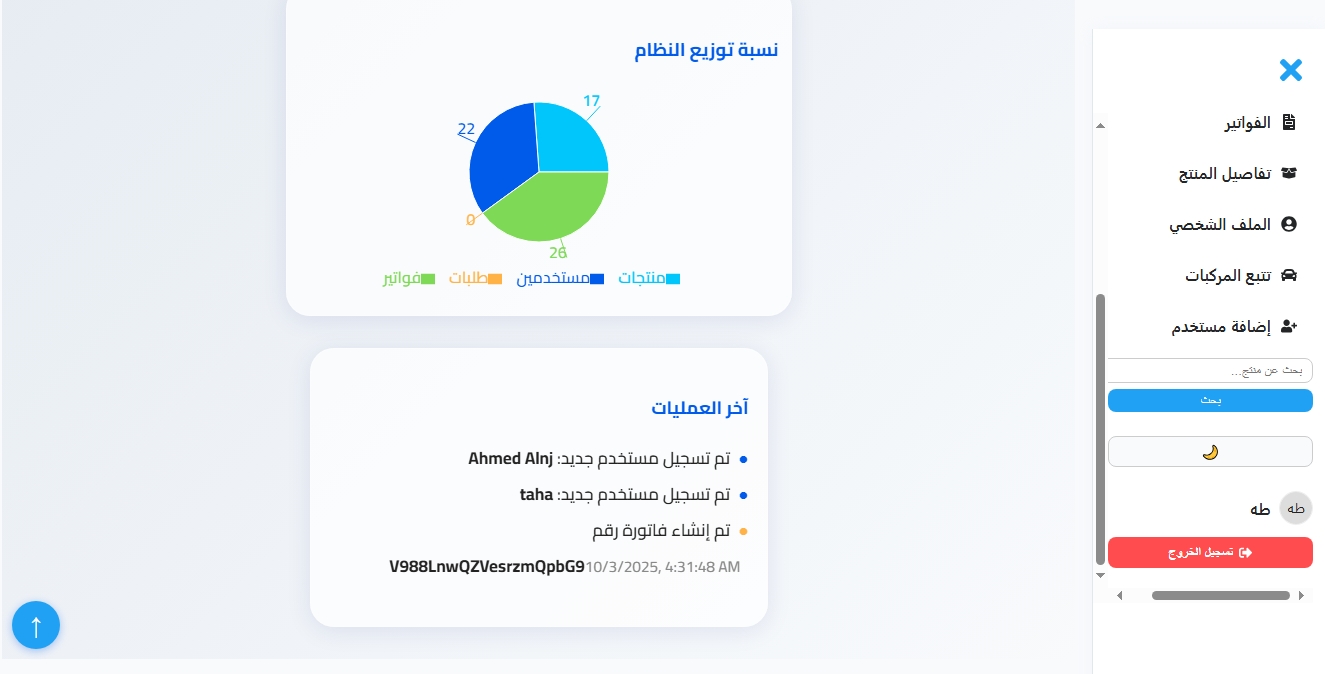 الفواتير
تفاصيل المنتج
الملف الشخصي
تتبع المركبات
إضافة مستخدم
بحث عن منتج...
بحث
طه
طه
تسجيل الخروج
نسبة توزيع النظام
17
22
0
26
منتجات
مستخدمين
طلبات
فواتير
آخر العمليات
تم تسجيل مستخدم جديد: Ahmed Alnj
تم تسجيل مستخدم جديد: taha
تم إنشاء فاتورة رقم
V988LnwQZVesrzmQpbG9 10/3/2025, 4:31:48 AM